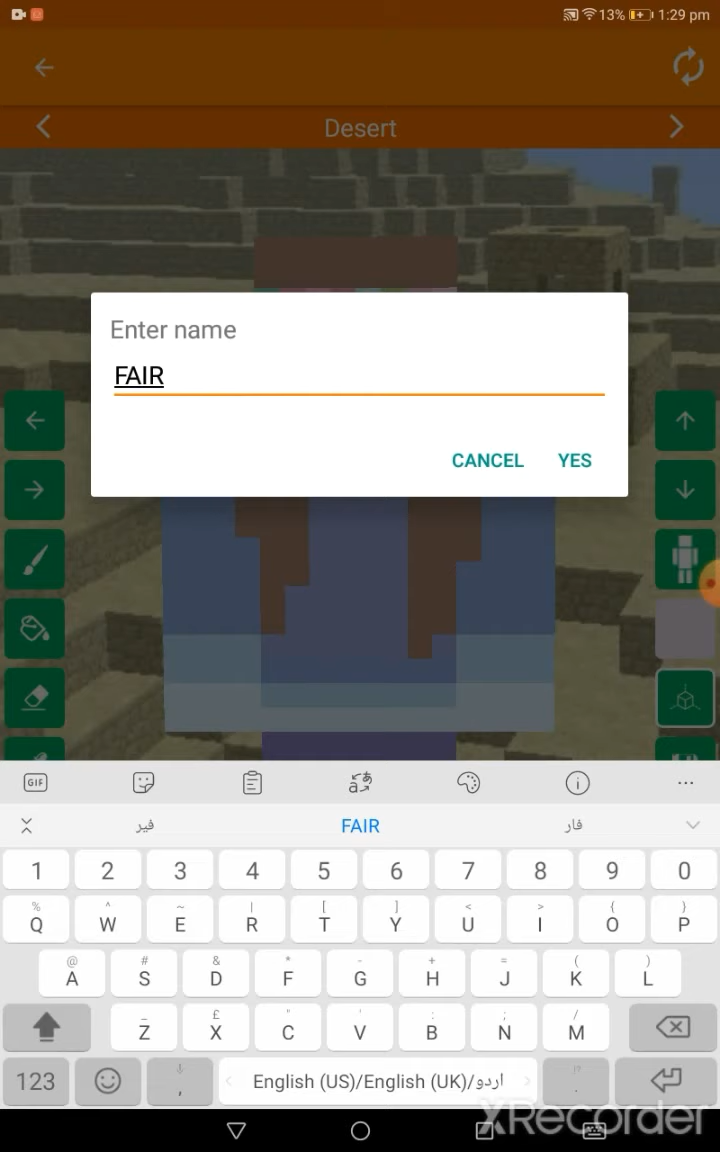 13% 1:29 pm
Desert
Enter name
FAIR
CANCEL YES
GIF
فیر FAIR فار
1 2 3 4 5 6 7 8 9 0
% ^ ~ | [ ] < > { }
Q W E R T Y U I O P
@ # & * - + = ( )
A S D F G H J K L
_ £ " ' : ; /
Z X C V B N M
!?
123 , English (US)/English (UK)/اردو .
XRecorder